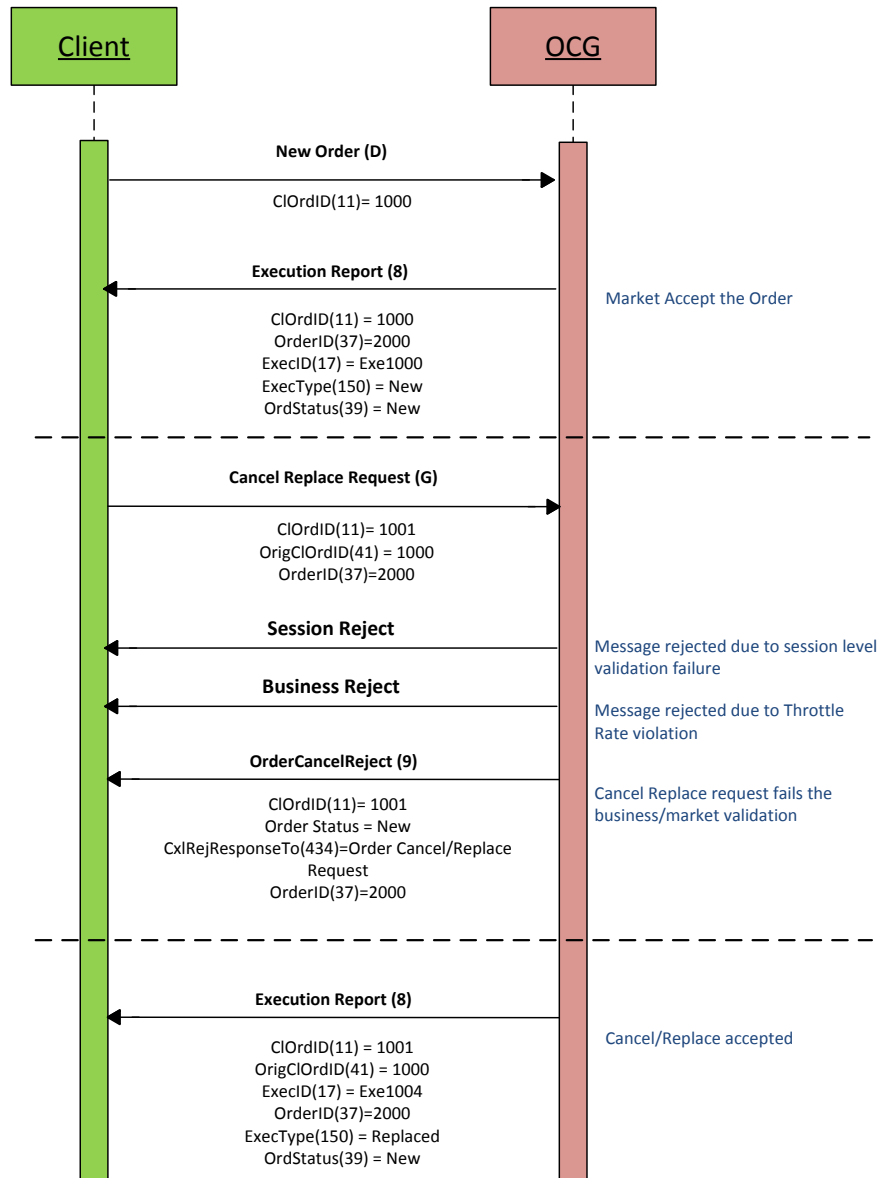 Client
OCG
New Order (D)
ClOrdID(11)= 1000
Execution Report (8)
Market Accept the Order
ClOrdID(11) = 1000
OrderID(37)=2000
ExecID(17) = Exe1000
ExecType(150) = New
OrdStatus(39) = New
Cancel Replace Request (G)
ClOrdID(11)= 1001
OrigClOrdID(41) = 1000
OrderID(37)=2000
Session Reject
Message rejected due to session level
validation failure
Business Reject
Message rejected due to Throttle
Rate violation
OrderCancelReject (9)
Cancel Replace request fails the
business/market validation
ClOrdID(11)= 1001
Order Status = New
CxlRejResponseTo(434)=Order Cancel/Replace
Request
OrderID(37)=2000
Execution Report (8)
Cancel/Replace accepted
ClOrdID(11) = 1001
OrigClOrdID(41) = 1000
ExecID(17) = Exe1004
OrderID(37)=2000
ExecType(150) = Replaced
OrdStatus(39) = New